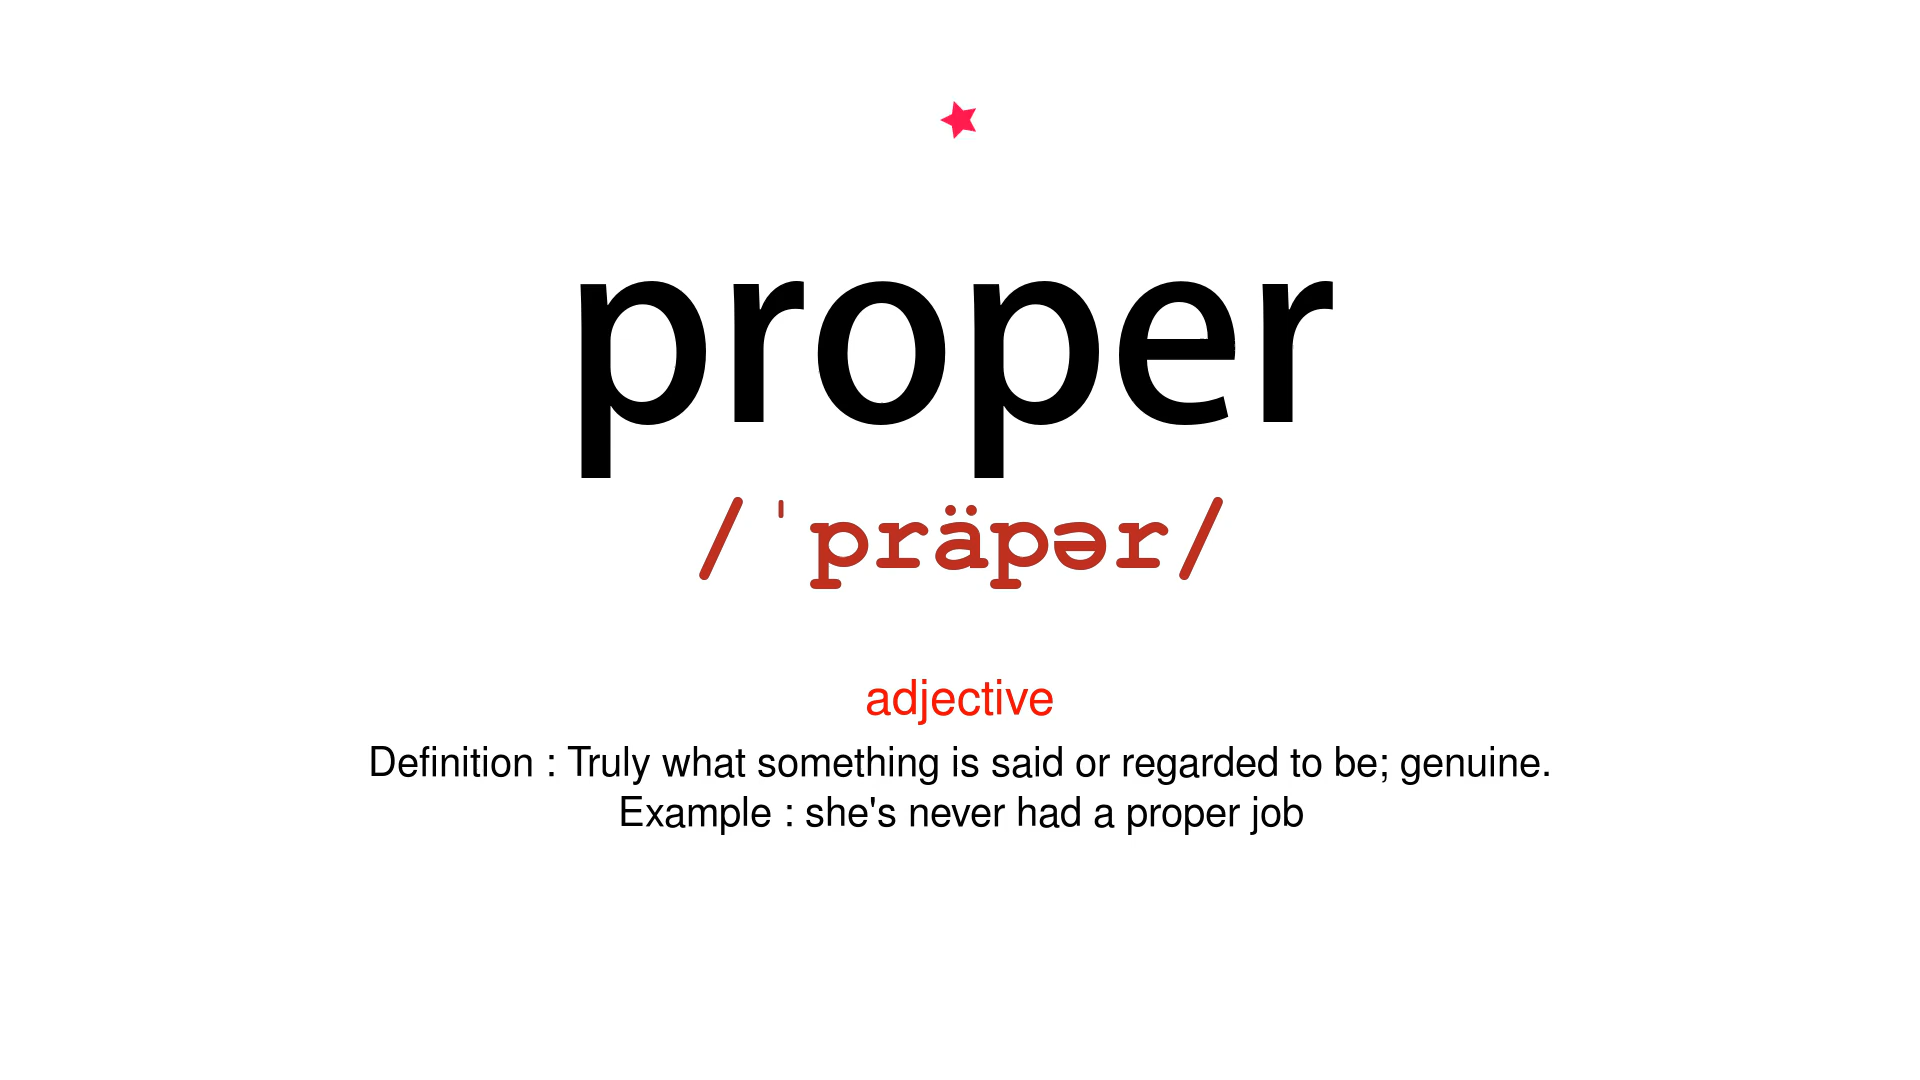 proper
/ˈpräpər/
adjective
Definition : Truly what something is said or regarded to be; genuine.
Example : she's never had a proper job